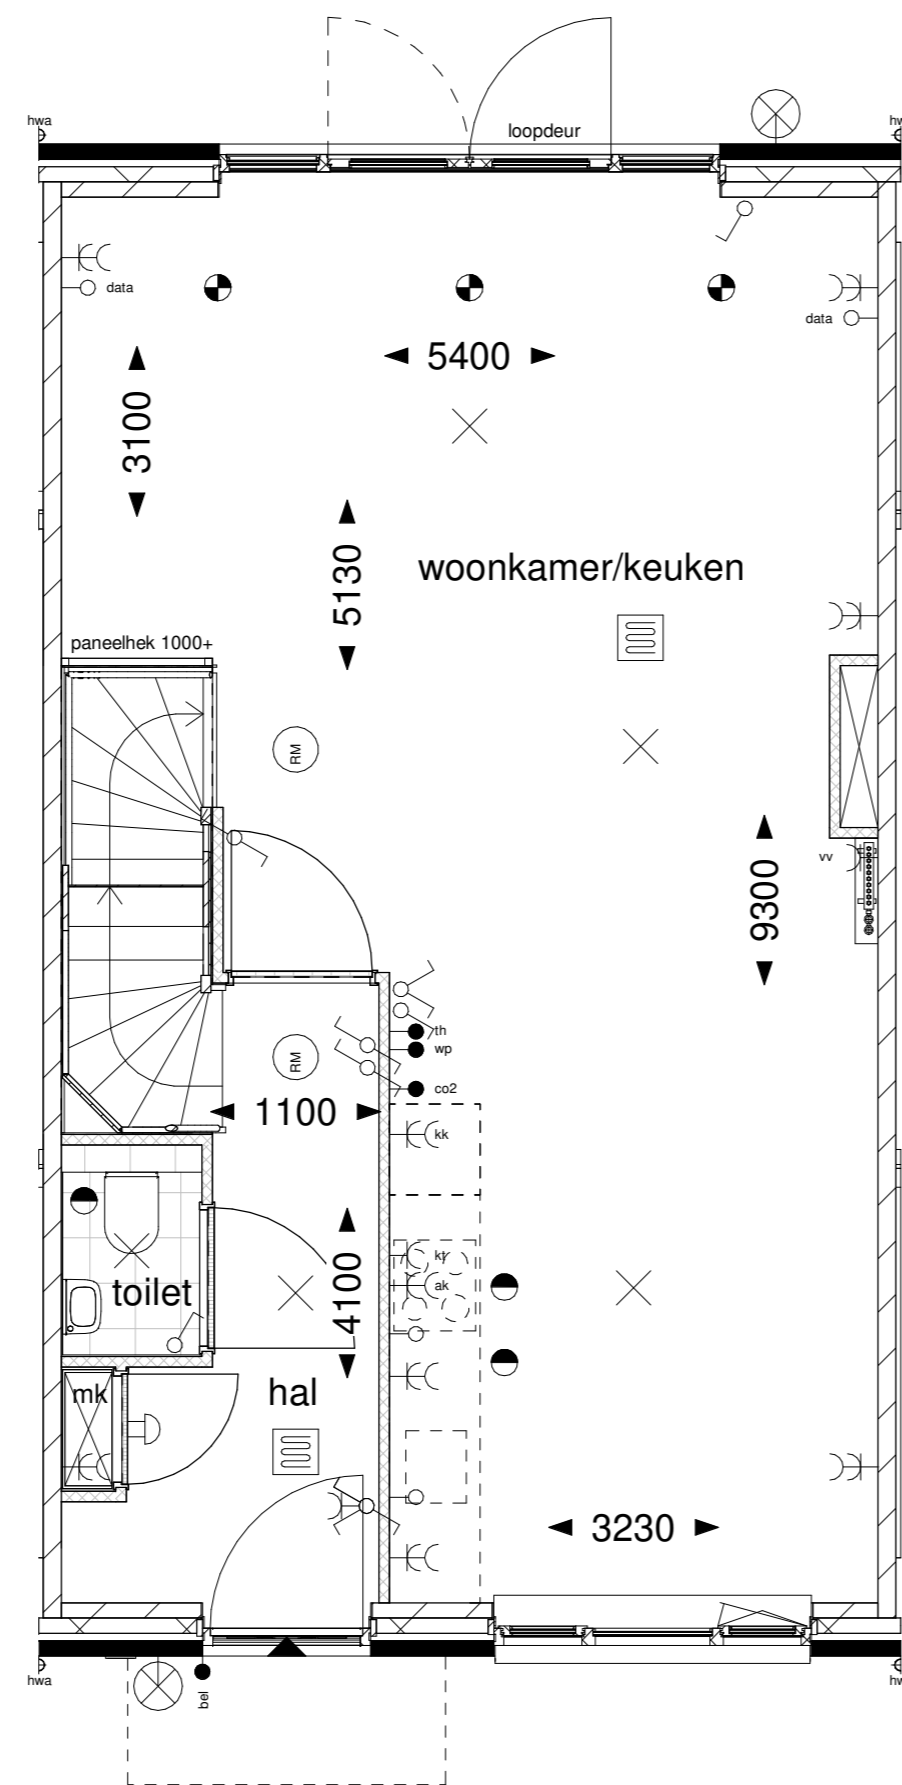 loopdeur
hwa
hw
data
data
5400
3100
5130
woonkamer/keuken
paneelhek 1000+
RM
vv
9300
th
RM
wp
co2
1100
kk
kt
ak
toilet
4100
mk
hal
3230
hwa
bel
hw